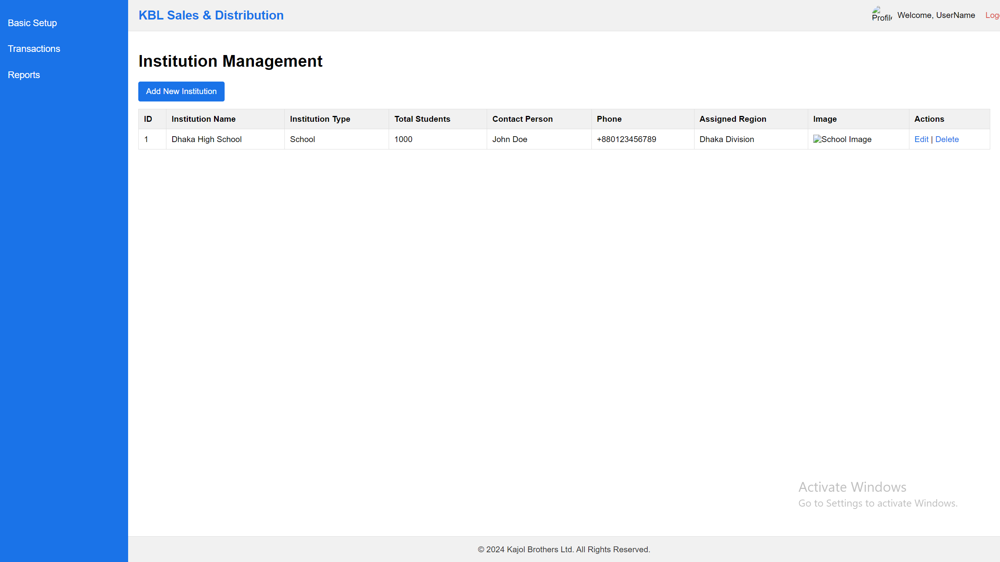 Basic Setup
Transactions
Reports
KBL Sales & Distribution
Welcome, UserName
Institution Management
Add New Institution
ID Institution Name Institution Type Total Students Contact Person Phone Assigned Region Image Actions
1 Dhaka High School School 1000 John Doe +880123456789 Dhaka Division School Image Edit | Delete
Activate Windows
Go to Settings to activate Windows.
© 2024 Kajol Brothers Ltd. All Rights Reserved.